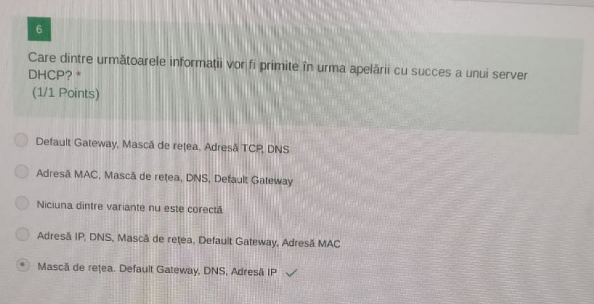 6
Care dintre următoarele informații vor fi primite în urma apelării cu succes a unui server
DHCP? *
(1/1 Points)
Default Gateway, Mască de rețea, Adresă TCP, DNS
Adresă MAC, Mască de rețea, DNS, Default Gateway
Niciuna dintre variante nu este corectă
Adresă IP, DNS, Mască de rețea, Default Gateway, Adresă MAC
Mască de rețea. Default Gateway, DNS, Adresă IP